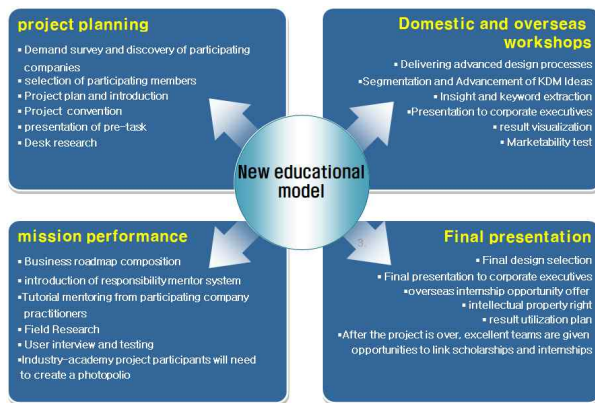 project planning
▪ Demand survey and discovery of participating
companies
▪ selection of participating members
▪ Project plan and introduction
▪ Project convention
▪ presentation of pre-task
▪ Desk research
Domestic and overseas
workshops
▪ Delivering advanced design processes
▪Segmentation and Advancement of KDM Ideas
▪ Insight and keyword extraction
▪Presentation to corporate executives
▪ result visualization
▪ Marketability test
New educational
model
mission performance
▪ Business roadmap composition
▪ introduction of responsibility mentor system
▪Tutorial mentoring from participating company
practitioners
▪ Field Research
▪ User interview and testing
▪Industry-academy project participants will need
to create a photopolio
3
Final presentation
▪ Final design selection
▪ Final presentation to corporate executives
▪overseas internship opportunity offer
▪ intellectual property right
▪ result utilization plan
▪After the project is over, excellent teams are given
opportunities to link scholarships and internships